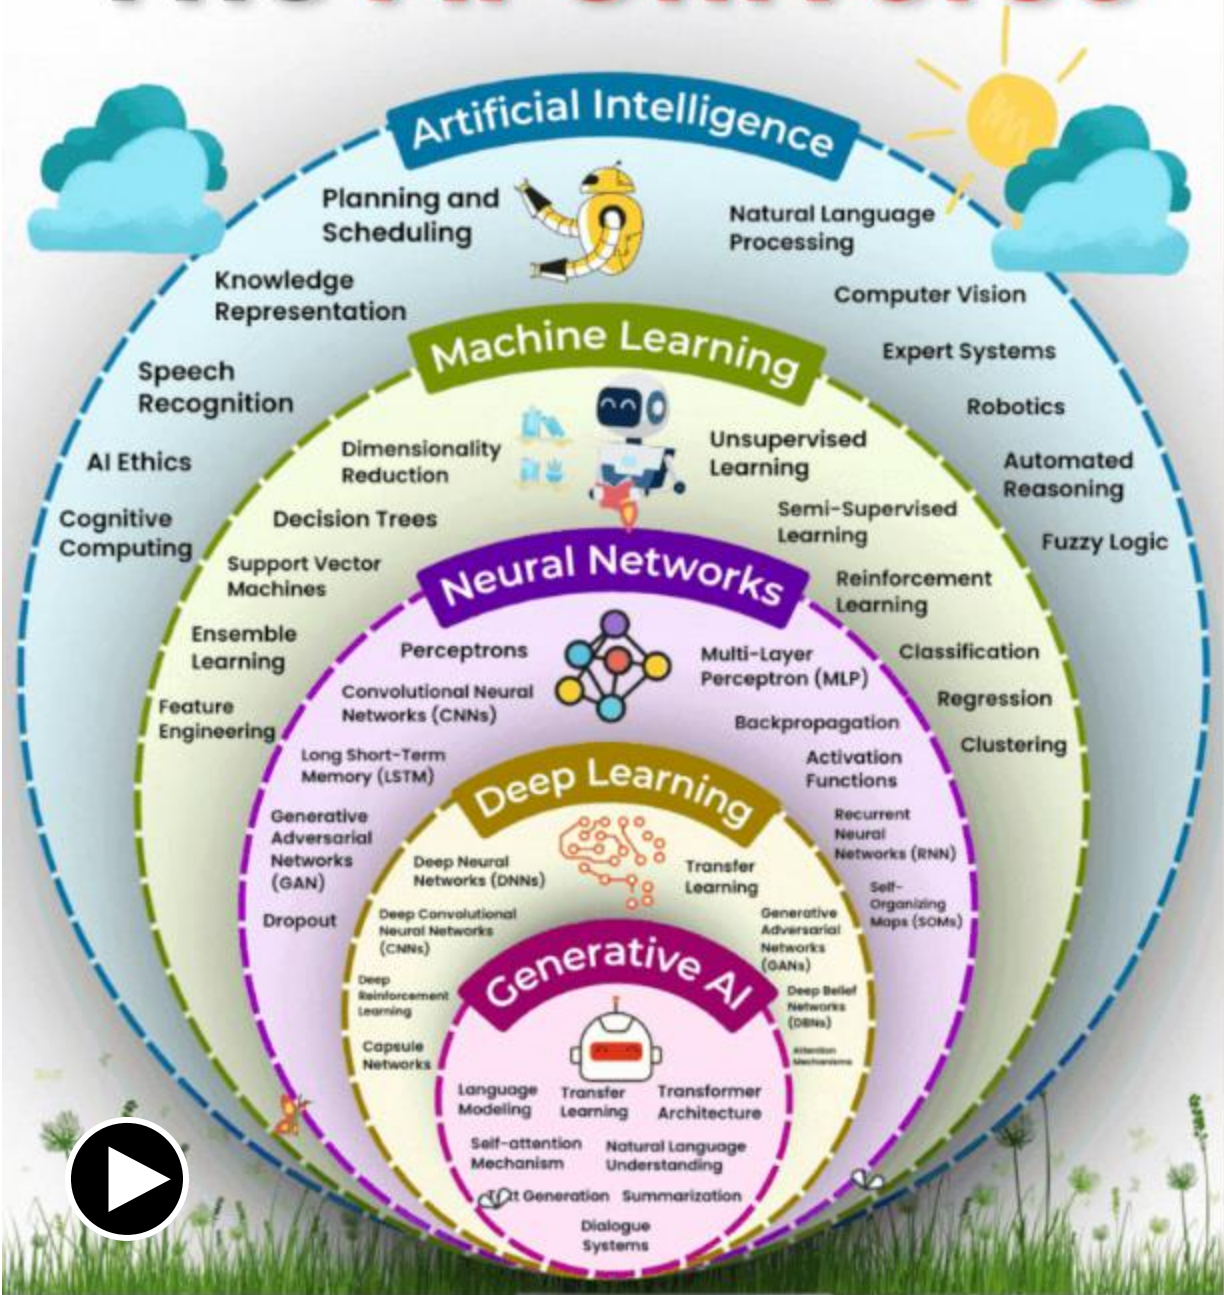 Artificial Intelligence
Planning and
Scheduling
Natural Language
Processing
Knowledge
Representation
Computer Vision
Speech
Recognition
Expert Systems
Robotics
AI Ethics
Automated
Reasoning
Cognitive
Computing
Fuzzy Logic
Machine Learning
Dimensionality
Reduction
Unsupervised
Learning
Decision Trees
Semi-Supervised
Learning
Support Vector
Machines
Reinforcement
Learning
Ensemble
Learning
Classification
Feature
Engineering
Regression
Clustering
Neural Networks
Perceptrons
Multi-Layer
Perceptron (MLP)
Convolutional Neural
Networks (CNNs)
Backpropagation
Long Short-Term
Memory (LSTM)
Activation
Functions
Generative
Adversarial
Networks
(GAN)
Recurrent
Neural
Networks (RNN)
Dropout
Self-
Organizing
Maps (SOMs)
Deep Learning
Deep Neural
Networks (DNNs)
Transfer
Learning
Deep Convolutional
Neural Networks
(CNNs)
Generative
Adversarial
Networks
(GANs)
Deep
Reinforcement
Learning
Deep Belief
Networks
(DBNs)
Capsule
Networks
Attention
Mechanisms
Generative AI
Language
Modeling
Transfer
Learning
Transformer
Architecture
Self-attention
Mechanism
Natural Language
Understanding
Generation
Summarization
Dialogue
Systems